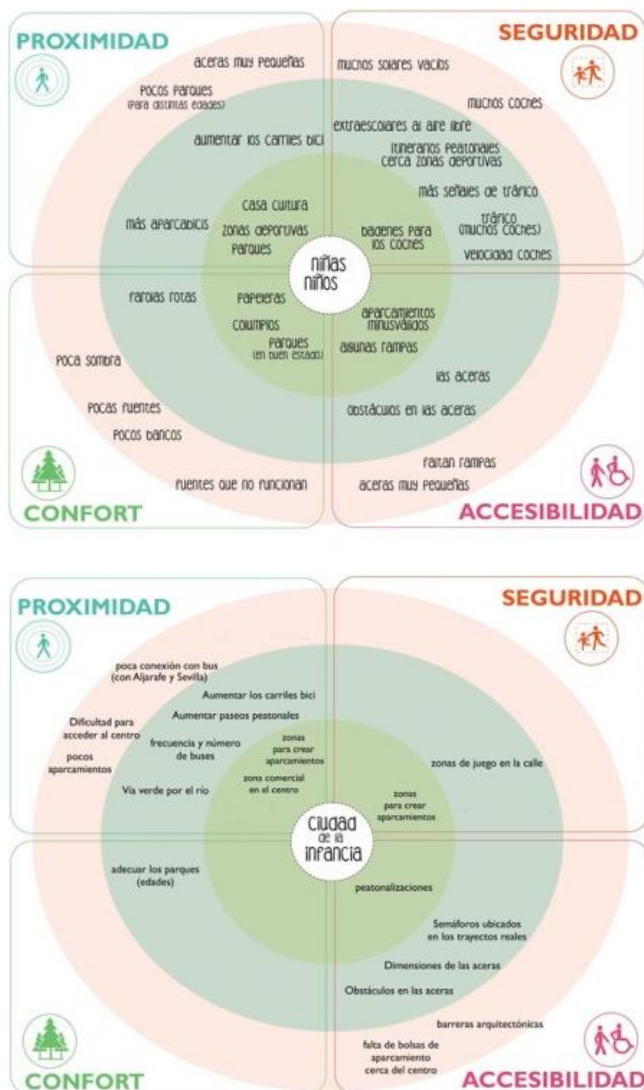 PROXIMIDAD
SEGURIDAD
aceras muy pequeñas
Pocos parques
(para distintas edades)
aumentar los carriles bici
más aparcabicis
casa cultura
zonas deportivas
parques
muchos solares vacíos
muchos coches
extraescolares al aire libre
itinerarios peatonales
cerca zonas deportivas
más señales de tráfico
tráfico
(muchos coches)
badenes para
los coches
velocidad coches
niñas
niños
farolas rotas
papeleras
columpios
parques
(en buen estado)
poca sombra
pocas fuentes
pocos bancos
fuentes que no funcionan
aparcamientos
minusválidos
algunas rampas
las aceras
obstáculos en las aceras
faltan rampas
aceras muy pequeñas
CONFORT
ACCESIBILIDAD
PROXIMIDAD
SEGURIDAD
poca conexión con bus
(con Aljarafe y Sevilla)
Aumentar los carriles bici
Dificultad para
acceder al centro
Aumentar paseos peatonales
pocos
aparcamientos
frecuencia y número
de buses
zonas
para crear
aparcamientos
Vía verde por el río
zona comercial
en el centro
zonas de juego en la calle
zonas
para crear
aparcamientos
ciudad
de la
infancia
adecuar los parques
(edades)
peatonalizaciones
Semáforos ubicados
en los trayectos reales
Dimensiones de las aceras
Obstáculos en las aceras
barreras arquitectónicas
falta de bolsas de
aparcamiento
cerca del centro
CONFORT
ACCESIBILIDAD